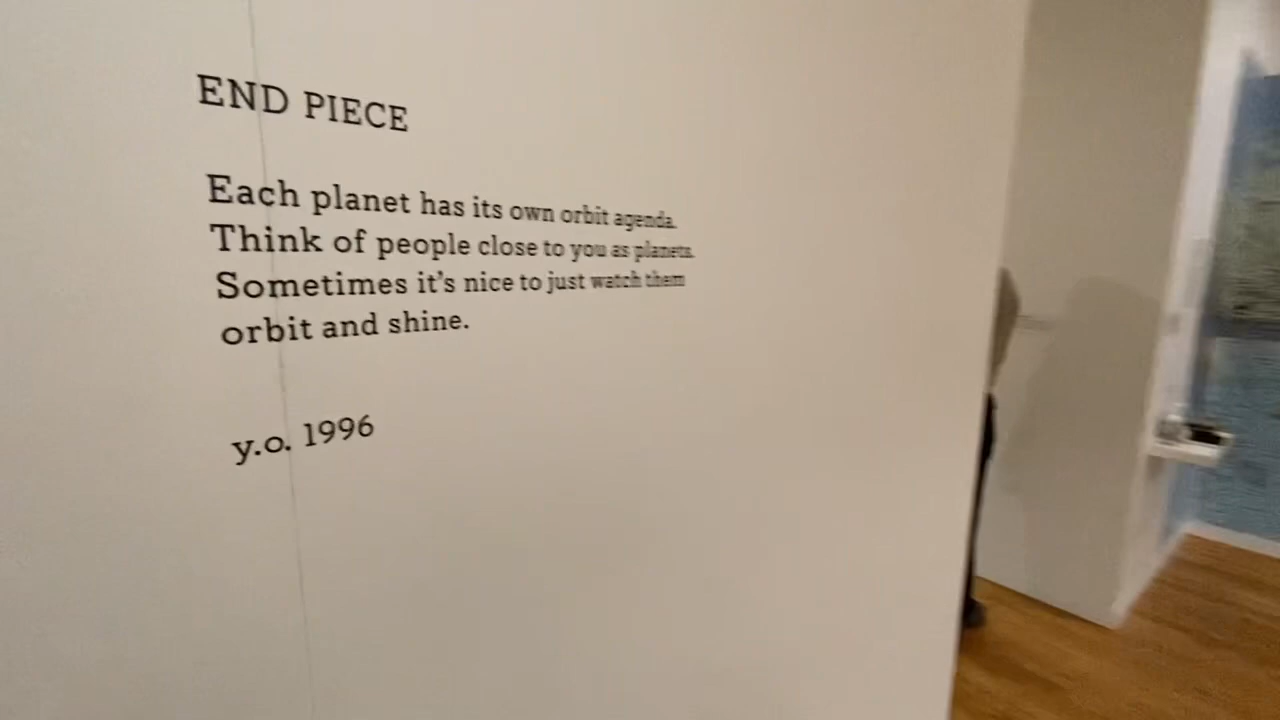 END PIECE
Each planet has its own orbit agenda.
Think of people close to you as planets.
Sometimes it's nice to just watch them
orbit and shine.
y.o. 1996